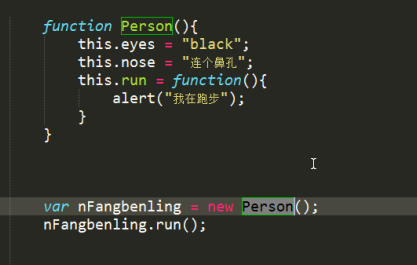 function Person(){
this.eyes = "black";
this.nose = "连个鼻孔";
this.run = function(){
alert("我在跑步");
}
}
var nFangbenling = new Person();
nFangbenling.run();